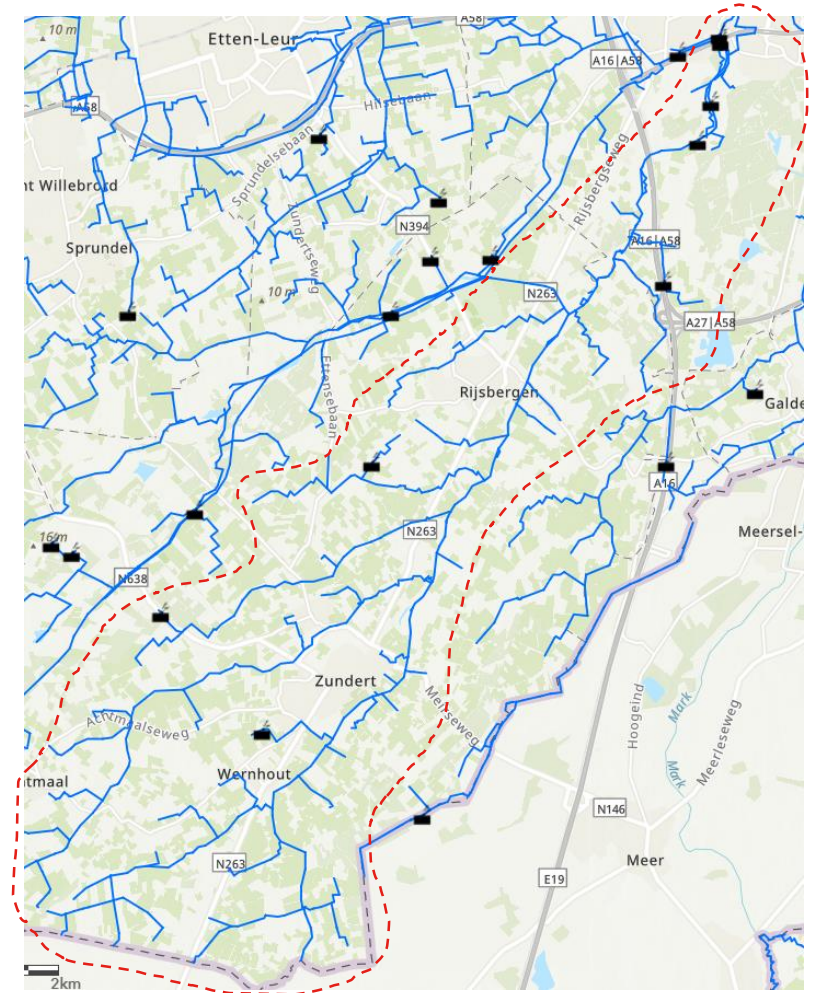 A58
10 m
Etten-Leur
A16|A58
A58
Hilsebaan
Sprundelsebaan
Rijsbergseweg
nt Willebrord
Zundertseweg
N394
A16|A58
Sprundel
10 m
N263
A27|A58
Ettensebaan
Rijsbergen
Galde
A16
N263
Meersel-
16m
N638
Zundert
Achtmaalseweg
Meirseweg
Hoogeind
Mark
Meerleseweg
Mark
Wernhout
htmaal
N146
N263
Meer
E19
2km